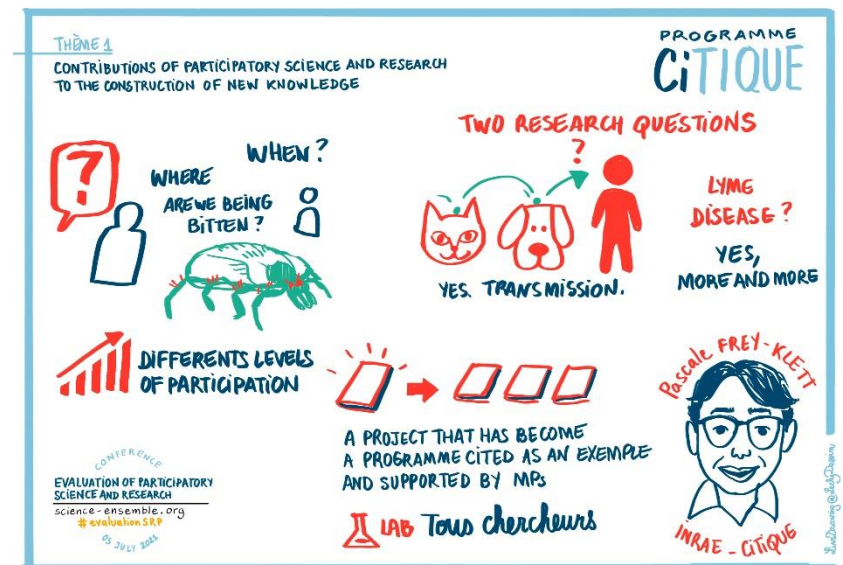 THÈME 1
CONTRIBUTIONS OF PARTICIPATORY SCIENCE AND RESEARCH
TO THE CONSTRUCTION OF NEW KNOWLEDGE
PROGRAMME
CiTIQUE
?
WHEN?
WHERE
ARE WE BEING
BITTEN?
TWO RESEARCH QUESTIONS
?
YES. TRANSMISSION.
LYME
DISEASE?
YES,
MORE AND MORE
DIFFERENTS LEVELS
OF PARTICIPATION
A PROJECT THAT HAS BECOME
A PROGRAMME CITED AS AN EXEMPLE
AND SUPPORTED BY MPs
LAB Tous chercheurs
Pascale FREY-KLETT
INRAE - CiTIQUE
CONFERENCE
EVALUATION OF PARTICIPATORY
SCIENCE AND RESEARCH
science-ensemble.org
#evaluationSRP
05 JULY